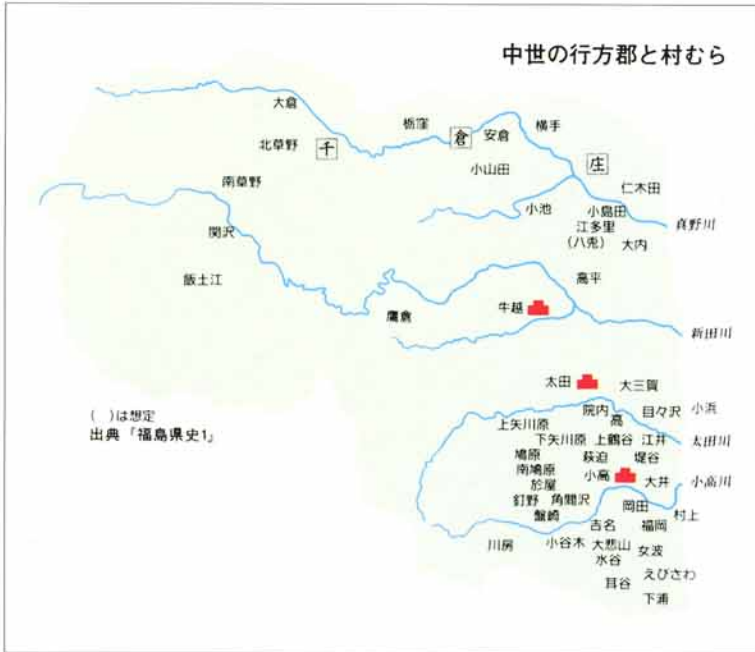 中世の行方郡と村むら
大倉
北草野
千
栃窪
倉
安倉
横手
小山田
庄
仁木田
南草野
小池
小島田
江多里
(八兎)
大内
真野川
関沢
飯土江
高平
鷹倉
牛越
新田川
太田
大三賀
( )は想定
出典「福島県史1」
院内
高
目々沢
小浜
上矢川原
下矢川原
上鶴谷
江井
太田川
鳩原
萩迫
堤谷
南鳩原
小高
大井
小高川
於屋
釘野
角間沢
岡田
村上
盤崎
吉名
福岡
川房
小谷木
大悲山
女波
水谷
えびさわ
耳谷
下浦